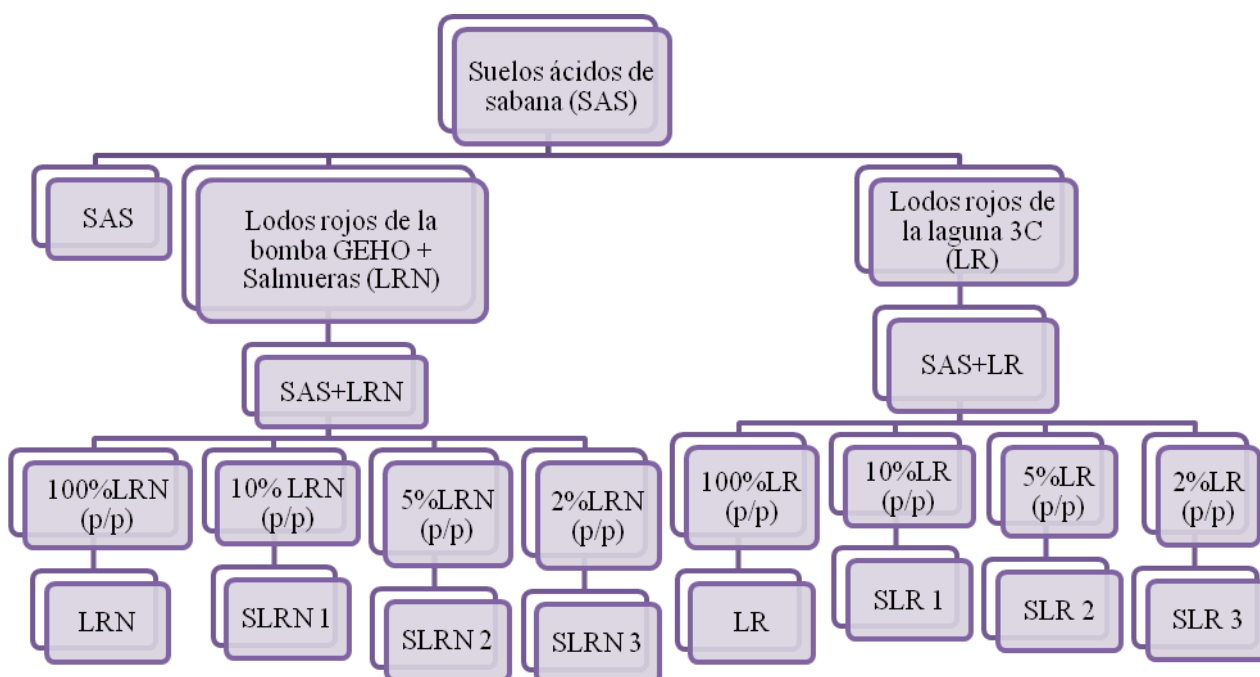 Suelos ácidos de
sabana (SAS)
SAS
Lodos rojos de la
bomba GEHO +
Salmueras (LRN)
Lodos rojos de
la laguna 3C
(LR)
SAS+LRN
SAS+LR
100%LRN
(p/p)
10% LRN
(p/p)
5%LRN
(p/p)
2%LRN
(p/p)
100%LR
(p/p)
10%LR
(p/p)
5%LR
(p/p)
2%LR
(p/p)
LRN
SLRN 1
SLRN 2
SLRN 3
LR
SLR 1
SLR 2
SLR 3